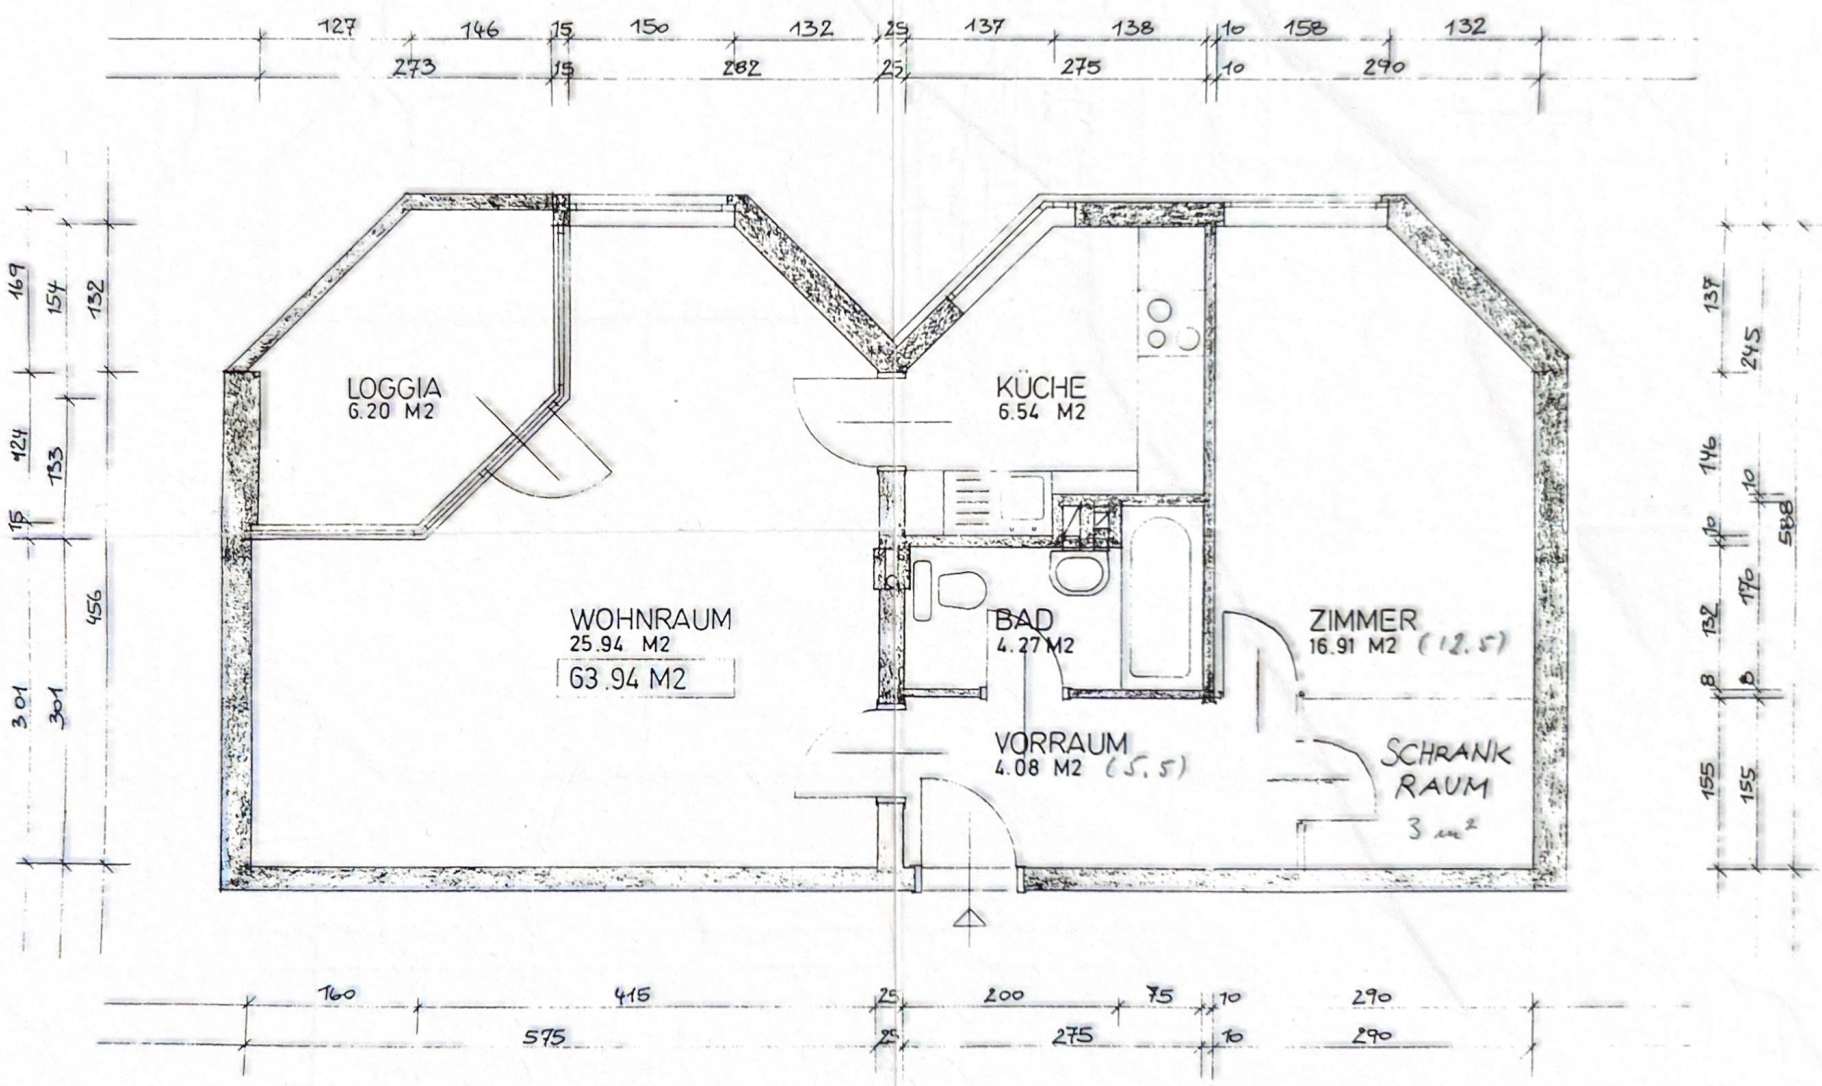 127 146 15 150 132 25 137 138 10 158 132
273 15 282 25 275 10 290
169
424
15
301
154
133
301
132
456
LOGGIA
6.20 M2
KÜCHE
6.54 M2
WOHNRAUM
25.94 M2
63.94 M2
BAD
4.27 M2
ZIMMER
16.91 M2 (12.5)
VORRAUM
4.08 M2 (5.5)
SCHRANK
RAUM
3 m²
137
146
10
132
8
155
245
10
170
8
155
588
160 415 25 200 75 10 290
575 25 275 10 290